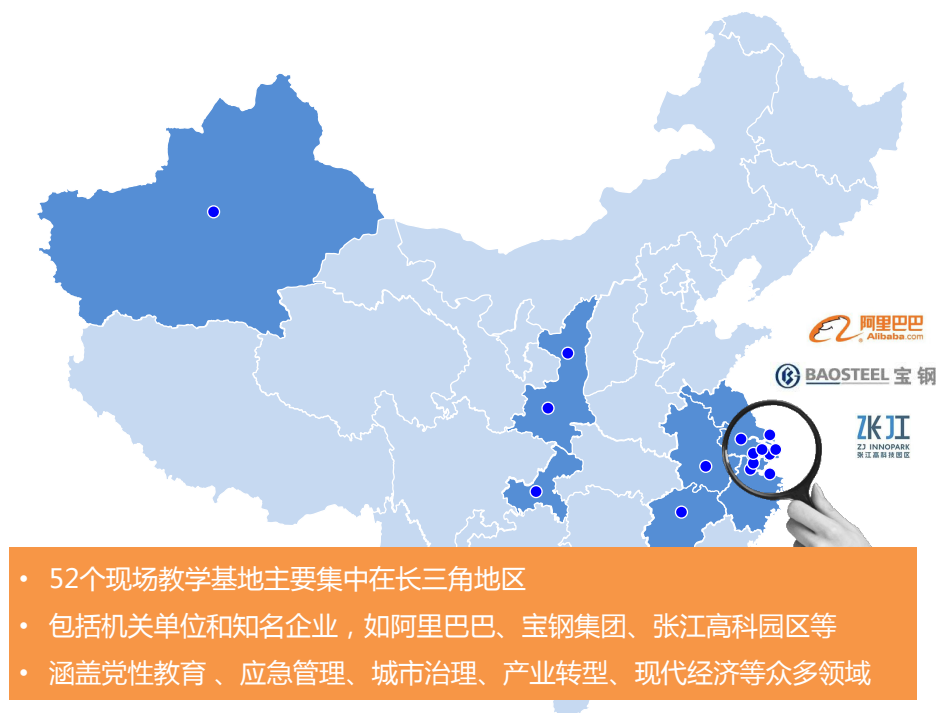 阿里巴巴
Alibaba.com
BAOSTEEL 宝钢
张江
ZJ INNOPARK
张江高科技园区
• 52个现场教学基地主要集中在长三角地区
• 包括机关单位和知名企业，如阿里巴巴、宝钢集团、张江高科园区等
• 涵盖党性教育 、应急管理、城市治理、产业转型、现代经济等众多领域